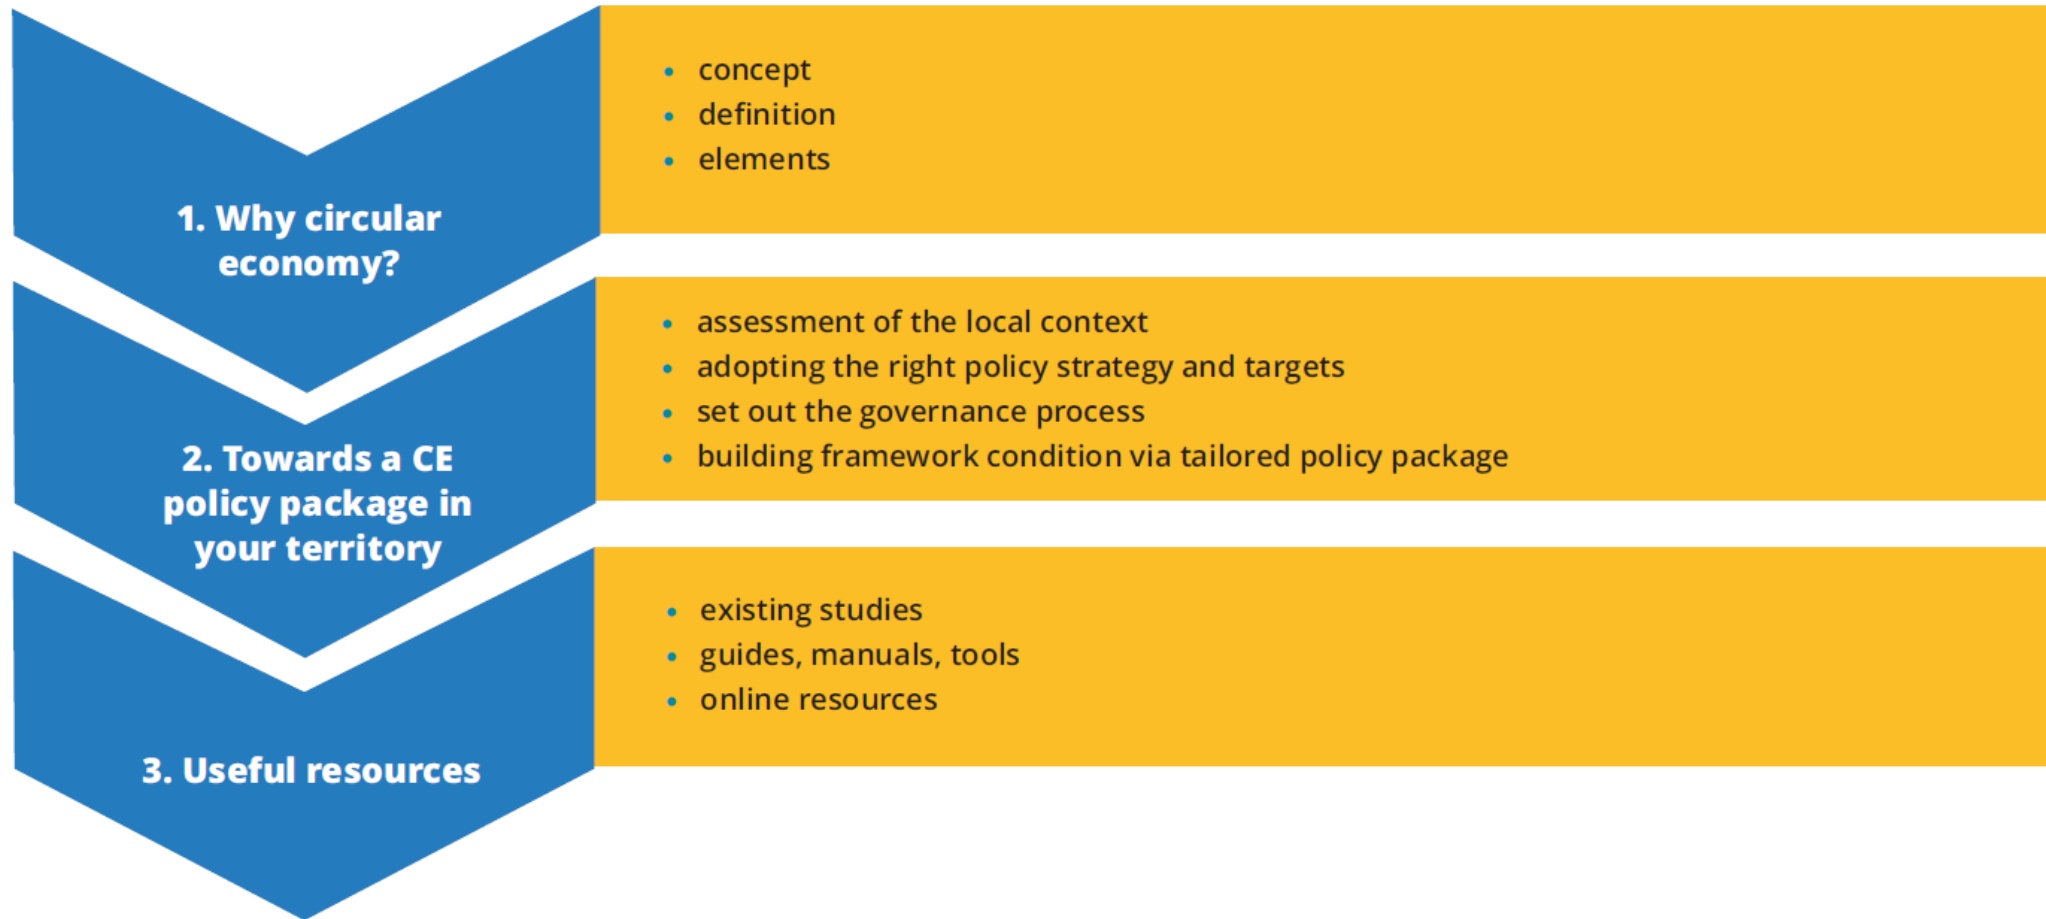 1. Why circular
economy?
• concept
• definition
• elements
2. Towards a CE
policy package in
your territory
• assessment of the local context
• adopting the right policy strategy and targets
• set out the governance process
• building framework condition via tailored policy package
3. Useful resources
• existing studies
• guides, manuals, tools
• online resources